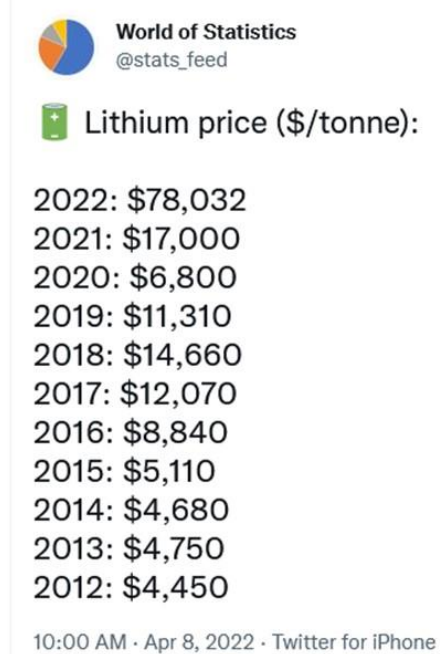 World of Statistics
@stats_feed
🔋 Lithium price ($/tonne):
2022: $78,032
2021: $17,000
2020: $6,800
2019: $11,310
2018: $14,660
2017: $12,070
2016: $8,840
2015: $5,110
2014: $4,680
2013: $4,750
2012: $4,450
10:00 AM · Apr 8, 2022 · Twitter for iPhone